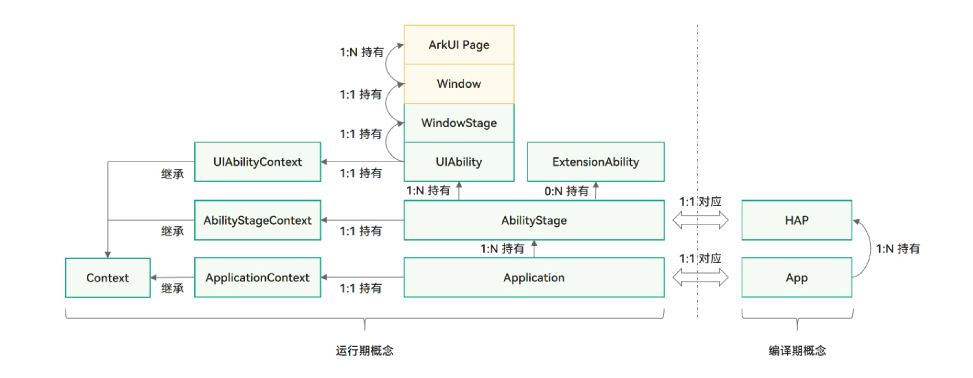 ArkUI Page
1:N 持有
Window
1:1 持有
WindowStage
1:1 持有
UIAbilityContext
UIAbility
ExtensionAbility
继承
1:1 持有
1:N 持有
0:N 持有
1:1 对应
AbilityStageContext
AbilityStage
HAP
继承
1:1 持有
1:N 持有
1:N 持有
1:1 对应
Context
ApplicationContext
Application
App
继承
1:1 持有
运行期概念
编译期概念